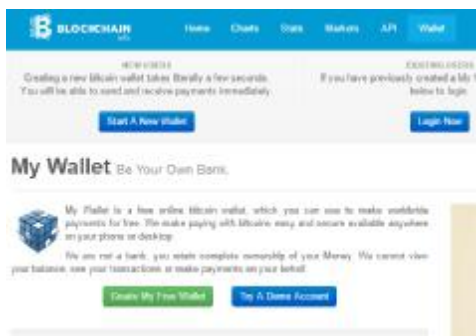 BLOCKCHAIN
info
Home Charts Stats Markets API Wallet
NEW USERS
Creating a new bitcoin wallet takes literally a few seconds.
You will be able to send and receive payments immediately.
Start A New Wallet
EXISTING USERS
If you have previously created a My
below to login
Login Now
My Wallet Be Your Own Bank.
My Wallet is a free online bitcoin wallet, which you can use to make worldwide
payments for free. We make paying with bitcoins easy and secure available anywhere
on your phone or desktop.
We are not a bank, you retain complete ownership of your Money. We cannot view
your balance, see your transactions or make payments on your behalf.
Create My Free Wallet Try A Demo Account